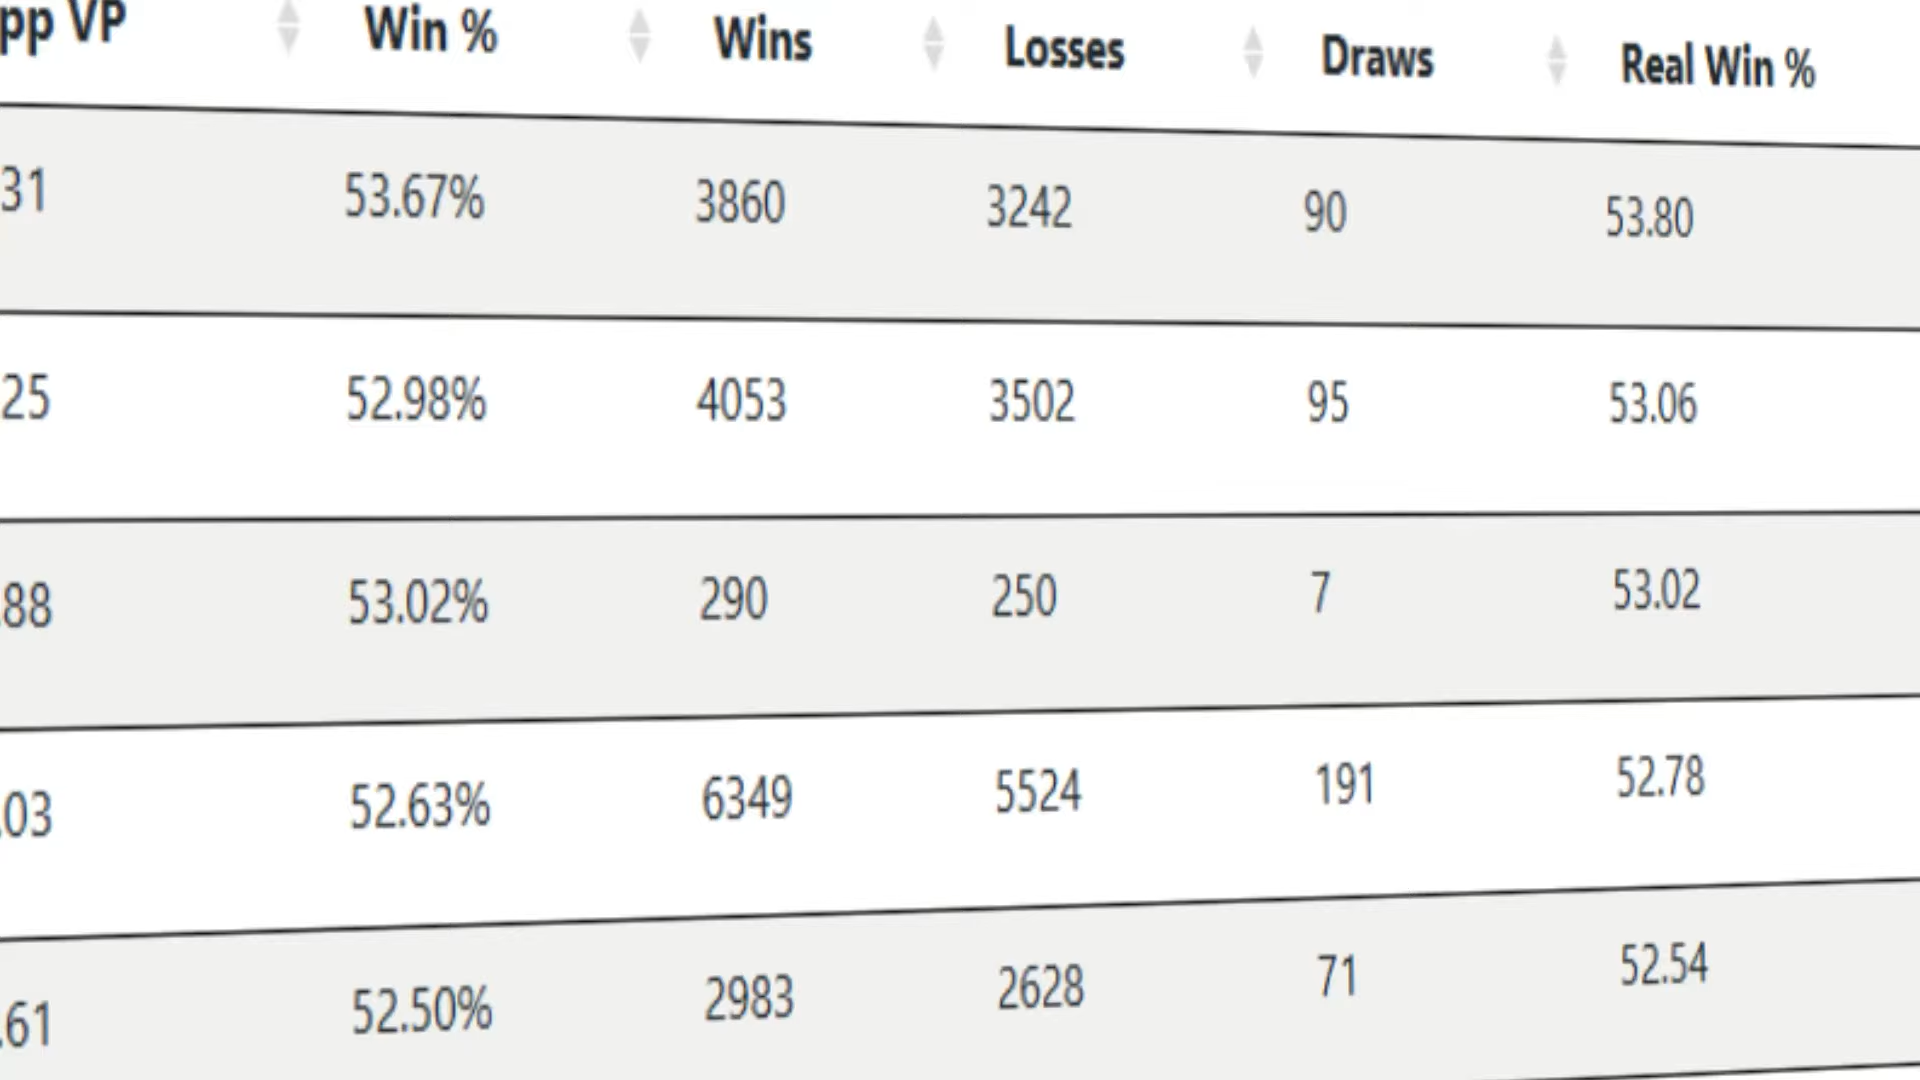 pp VP Win % Wins Losses Draws Real Win %
31 53.67% 3860 3242 90 53.80
25 52.98% 4053 3502 95 53.06
.88 53.02% 290 250 7 53.02
.03 52.63% 6349 5524 191 52.78
.61 52.50% 2983 2628 71 52.54